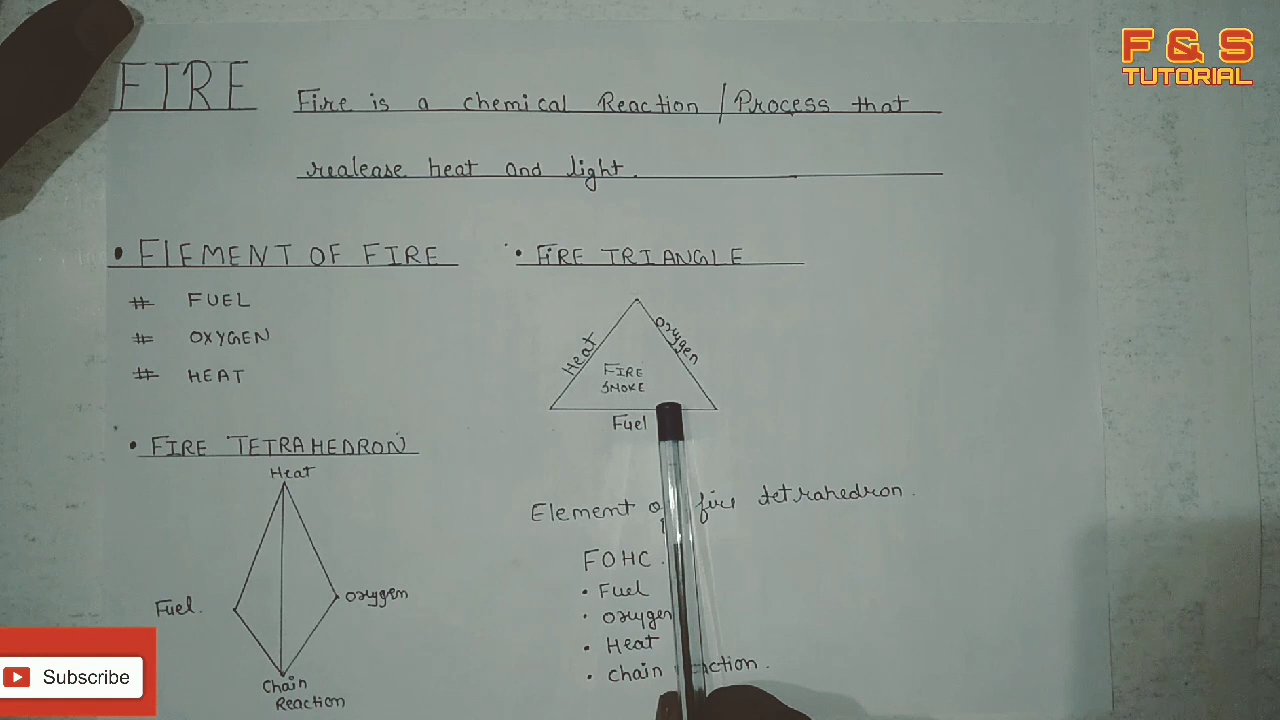 F & S
TUTORIAL
FIRE
Fire is a chemical Reaction / Process that
realease heat and light.
• ELEMENT OF FIRE
# FUEL
# OXYGEN
# HEAT
• FIRE TRIANGLE
Heat
Oxygen
FIRE
SMOKE
Fuel
• FIRE TETRAHEDRON
Heat
Fuel.
Oxygen
Chain
Reaction
Element of fire tetrahedron.
FOHC.
• Fuel
• oxygen
• Heat
• chain reaction.
Subscribe